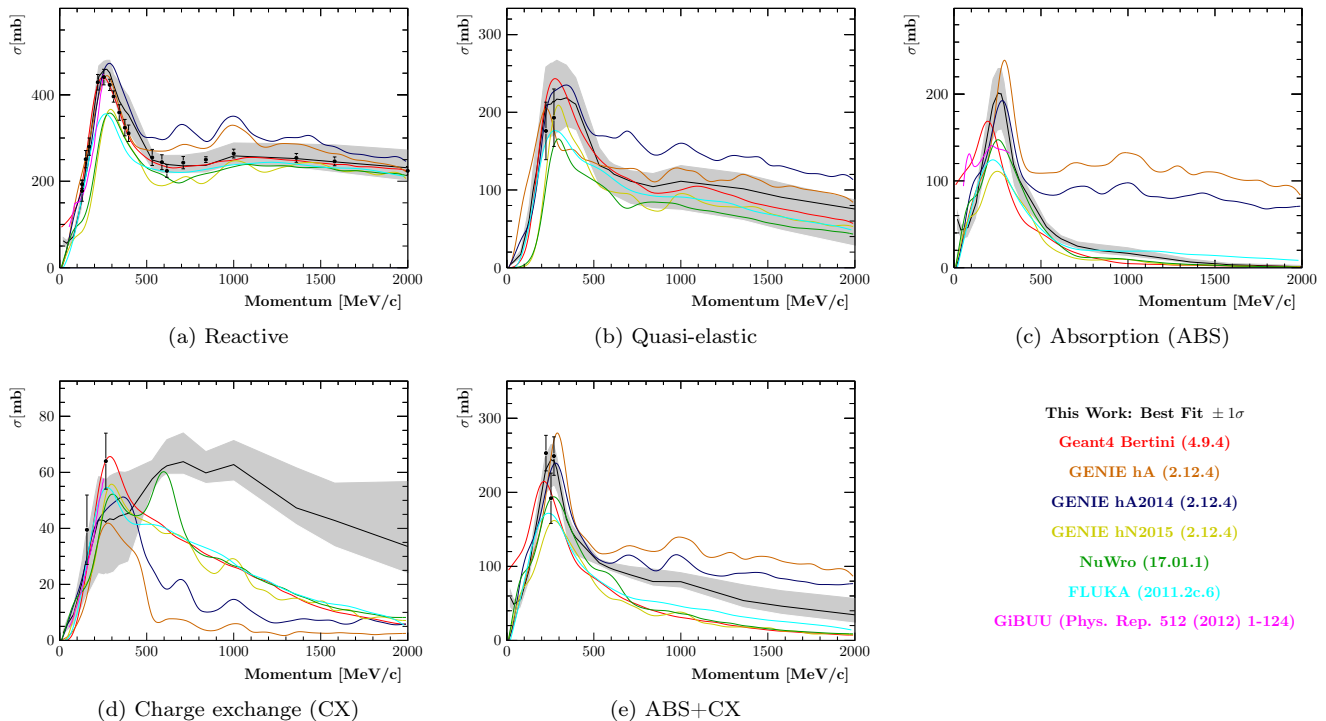 σ[mb]
400
200
0
0 500 1000 1500 2000
Momentum [MeV/c]
(a) Reactive
σ[mb]
300
200
100
0
0 500 1000 1500 2000
Momentum [MeV/c]
(b) Quasi-elastic
σ[mb]
200
160
120
80
40
0
0 500 1000 1500 2000
Momentum [MeV/c]
(c) Absorption (ABS)
σ[mb]
80
60
40
20
0
0 500 1000 1500 2000
Momentum [MeV/c]
(d) Charge exchange (CX)
σ[mb]
300
200
100
0
0 500 1000 1500 2000
Momentum [MeV/c]
(e) ABS+CX
This Work: Best Fit ± 1σ
Geant4 Bertini (4.9.4)
GENIE hA (2.12.4)
GENIE hA2014 (2.12.4)
GENIE hN2015 (2.12.4)
NuWro (17.01.1)
FLUKA (2011.2c.6)
GiBUU (Phys. Rep. 512 (2012) 1-124)